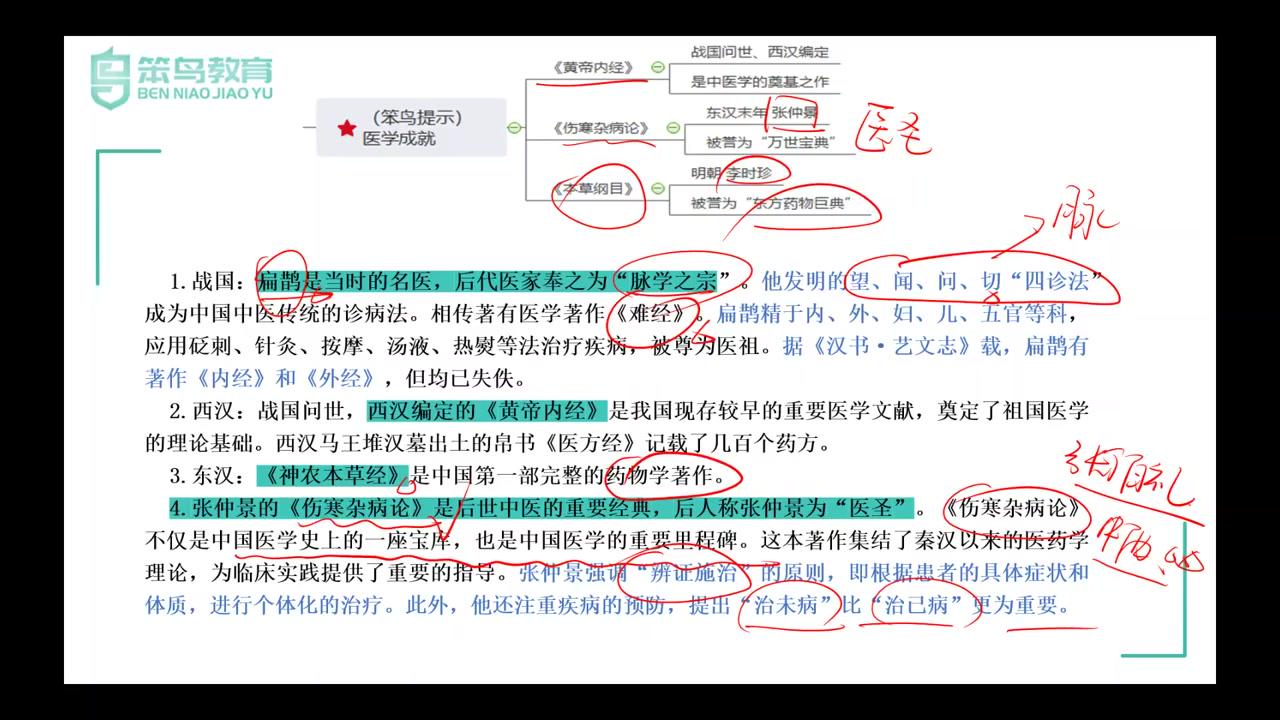 笨鸟教育
BEN NIAO JIAO YU
（笨鸟提示）
医学成就
《黄帝内经》
战国问世、西汉编定
是中医学的奠基之作
《伤寒杂病论》
东汉末年 张仲景
被誉为“万世宝典”
医圣
《本草纲目》
明朝 李时珍
被誉为“东方药物巨典”
脉
1.战国：扁鹊是当时的名医，后代医家奉之为“脉学之宗”。他发明的望、闻、问、切“四诊法”
成为中国中医传统的诊病法。相传著有医学著作《难经》。扁鹊精于内、外、妇、儿、五官等科，
应用砭刺、针灸、按摩、汤液、热熨等法治疗疾病，被尊为医祖。据《汉书·艺文志》载，扁鹊有
著作《内经》和《外经》，但均已失佚。
2.西汉：战国问世，西汉编定的《黄帝内经》是我国现存较早的重要医学文献，奠定了祖国医学
的理论基础。西汉马王堆汉墓出土的帛书《医方经》记载了几百个药方。
3.东汉：《神农本草经》是中国第一部完整的药物学著作。
4.张仲景的《伤寒杂病论》是后世中医的重要经典，后人称张仲景为“医圣”。《伤寒杂病论》
不仅是中国医学史上的一座宝库，也是中国医学的重要里程碑。这本著作集结了秦汉以来的医药学
理论，为临床实践提供了重要的指导。张仲景强调“辨证施治”的原则，即根据患者的具体症状和
体质，进行个体化的治疗。此外，他还注重疾病的预防，提出“治未病”比“治已病”更为重要。